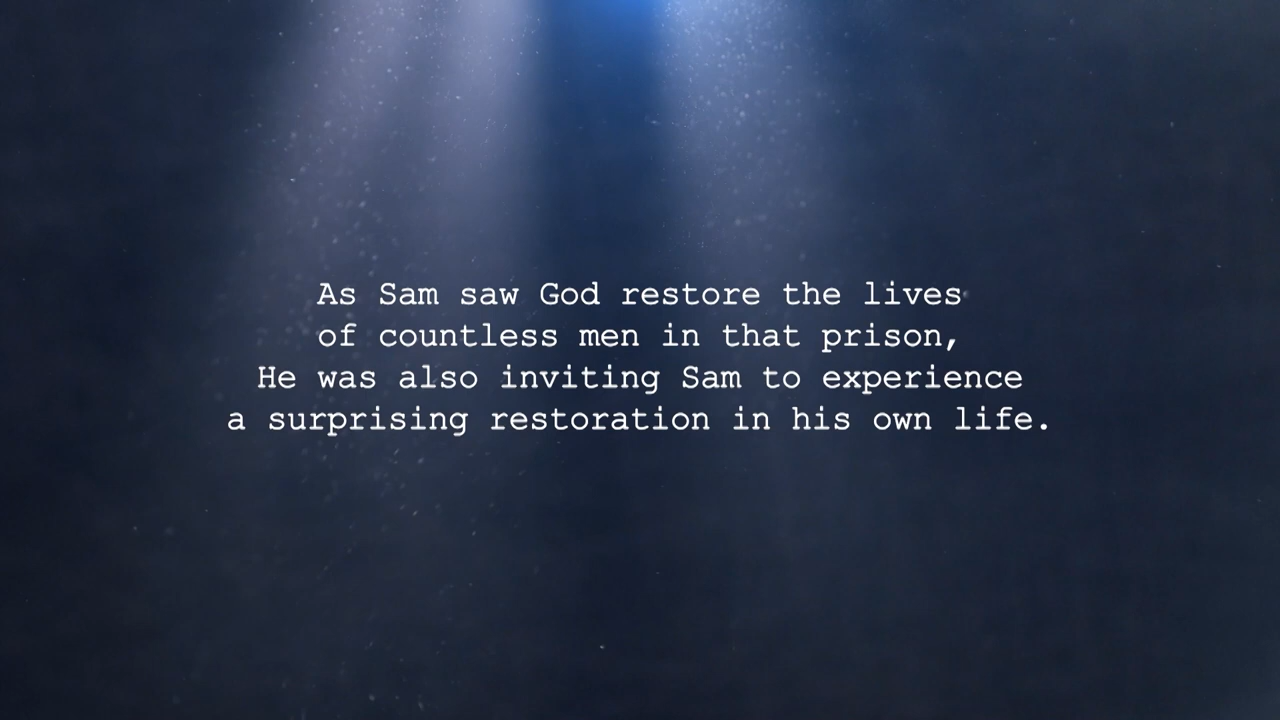 As Sam saw God restore the lives
of countless men in that prison,
He was also inviting Sam to experience
a surprising restoration in his own life.